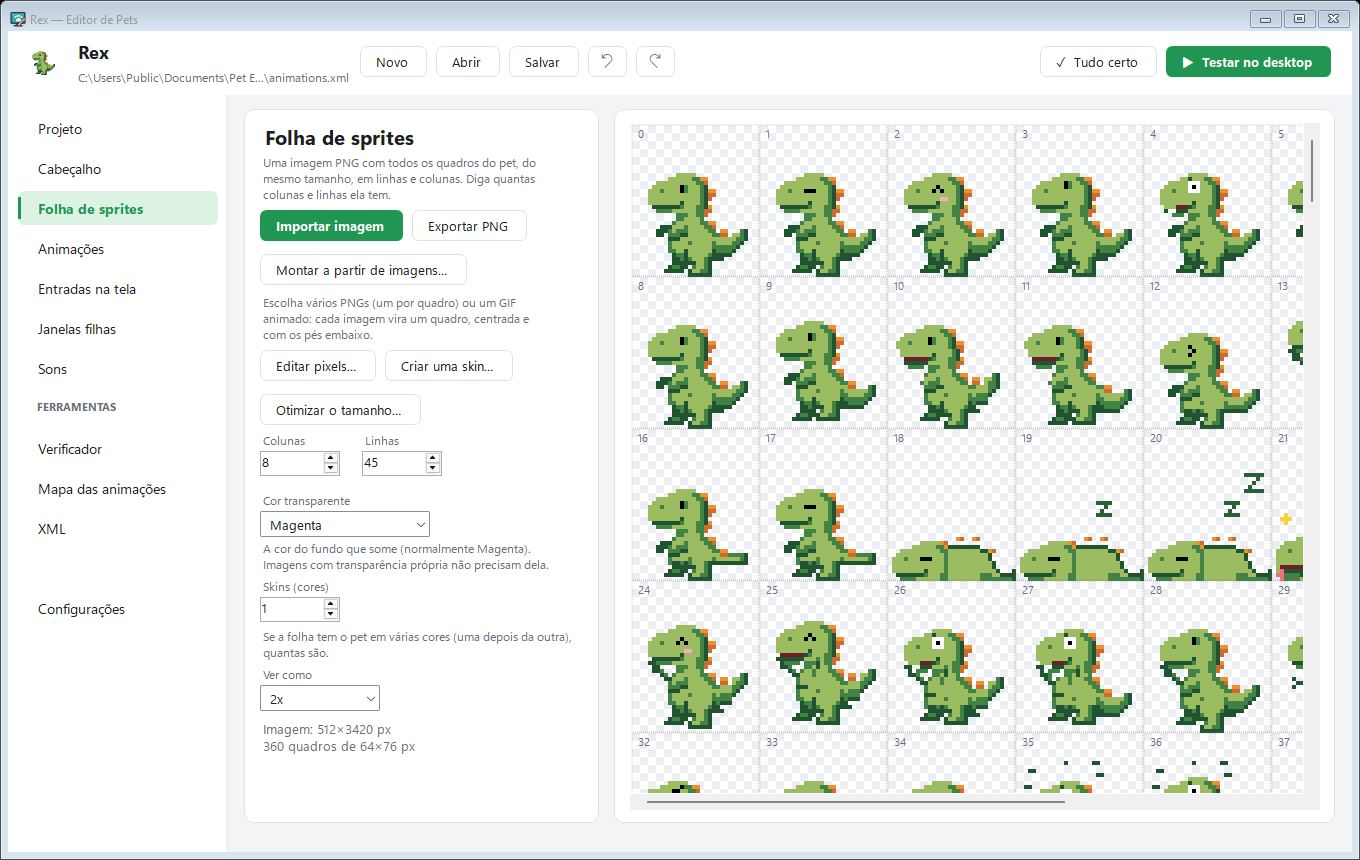 Rex — Editor de Pets
Rex
C:\Users\Public\Documents\Pet E...\animations.xml
Novo
Abrir
Salvar
✓ Tudo certo
▶ Testar no desktop
Projeto
Cabeçalho
Folha de sprites
Animações
Entradas na tela
Janelas filhas
Sons
FERRAMENTAS
Verificador
Mapa das animações
XML
Configurações
Folha de sprites
Uma imagem PNG com todos os quadros do pet, do
mesmo tamanho, em linhas e colunas. Diga quantas
colunas e linhas ela tem.
Importar imagem
Exportar PNG
Montar a partir de imagens...
Escolha vários PNGs (um por quadro) ou um GIF
animado: cada imagem vira um quadro, centrada e
com os pés embaixo.
Editar pixels...
Criar uma skin...
Otimizar o tamanho...
Colunas
Linhas
8
45
Cor transparente
Magenta
A cor do fundo que some (normalmente Magenta).
Imagens com transparência própria não precisam dela.
Skins (cores)
1
Se a folha tem o pet em várias cores (uma depois da outra),
quantas são.
Ver como
2x
Imagem: 512×3420 px
360 quadros de 64×76 px
0 1 2 3 4 5
8 9 10 11 12 13
16 17 18 19 20 21
Z
Z Z
24 25 26 27 28 29
32 33 34 35 36 37